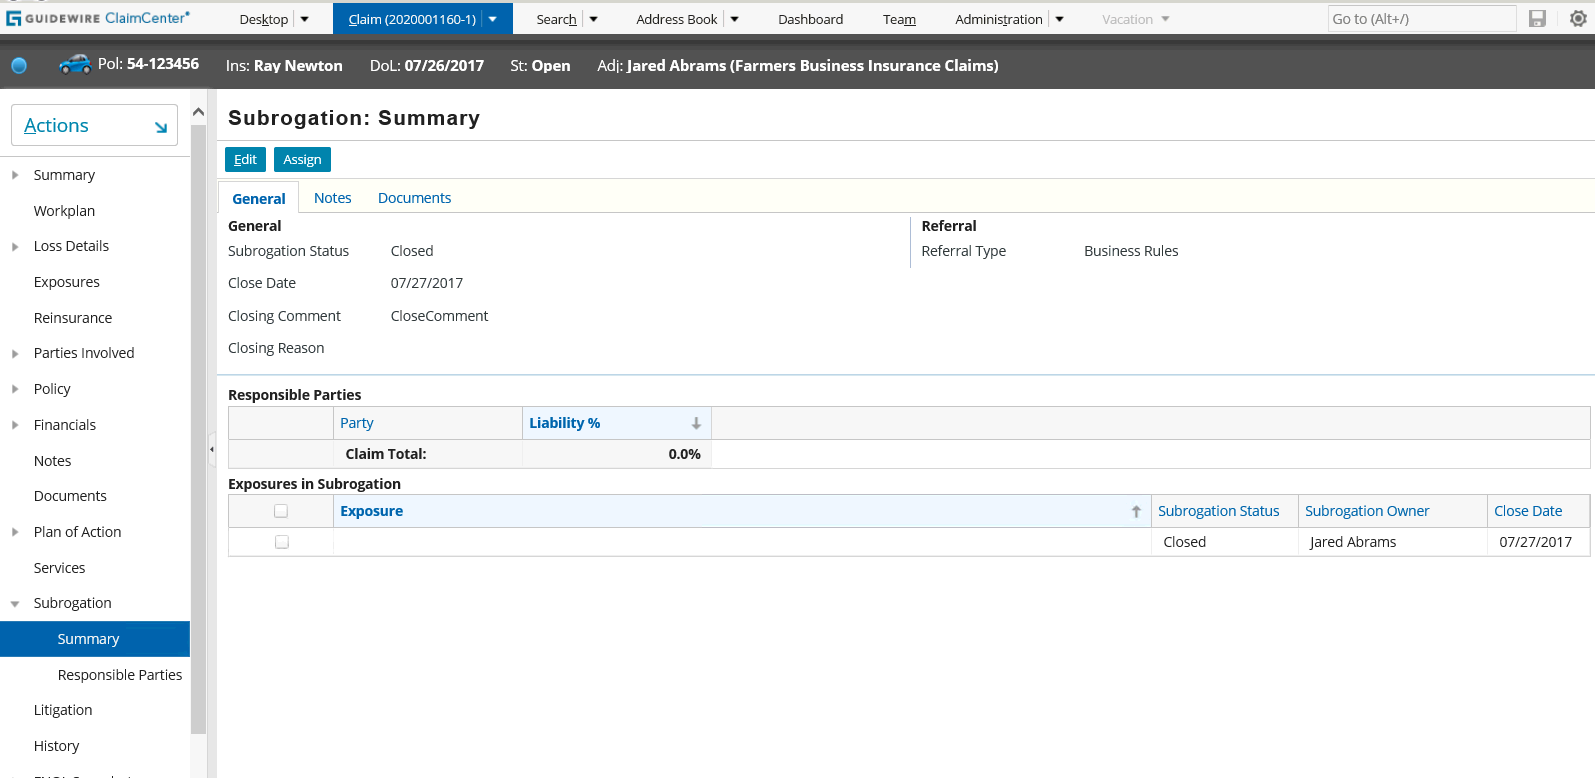 GUIDEWIRE ClaimCenter Desktop Claim (2020001160-1) Search Address Book Dashboard Team Administration Vacation Go to (Alt+/)
Pol: 54-123456 Ins: Ray Newton DoL: 07/26/2017 St: Open Adj: Jared Abrams (Farmers Business Insurance Claims)
Actions
Summary
Workplan
Loss Details
Exposures
Reinsurance
Parties Involved
Policy
Financials
Notes
Documents
Plan of Action
Services
Subrogation
Summary
Responsible Parties
Litigation
History
Subrogation: Summary
Edit Assign
General Notes Documents
General
Subrogation Status Closed
Close Date 07/27/2017
Closing Comment CloseComment
Closing Reason
Referral
Referral Type Business Rules
Responsible Parties
Party Liability %
Claim Total: 0.0%
Exposures in Subrogation
Exposure Subrogation Status Subrogation Owner Close Date
Closed Jared Abrams 07/27/2017